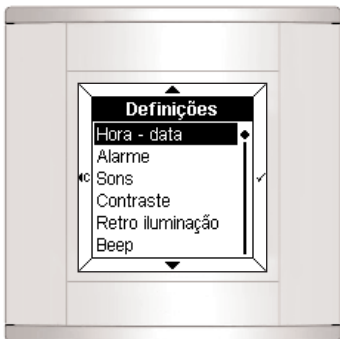 Definições
Hora - data
Alarme
C Sons
Contraste
Retro iluminação
Beep